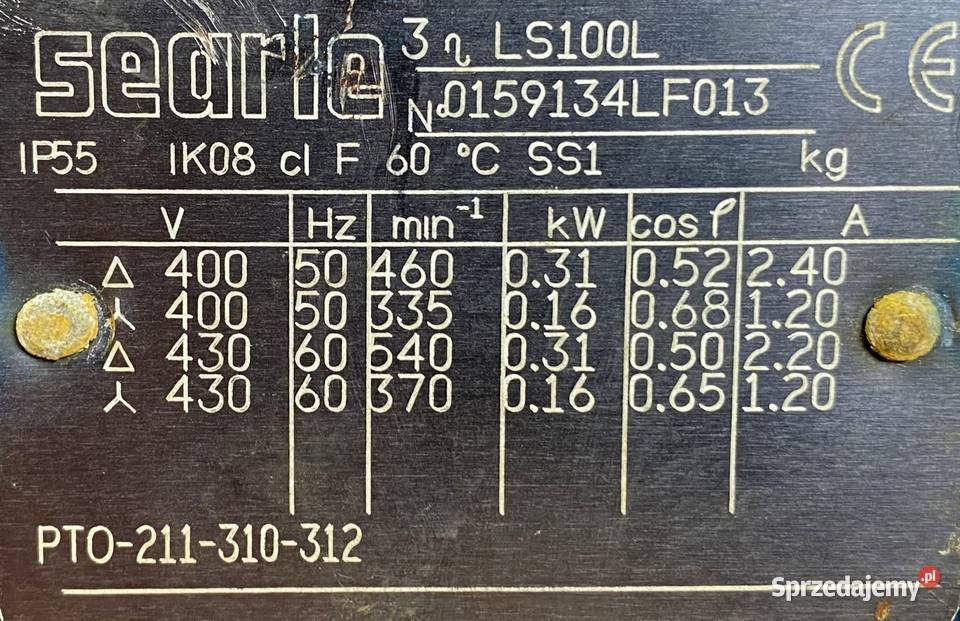 searle 3~ LS100L CE
N.0159134LF013
IP55 IK08 cl F 60 °C SS1 kg
V Hz min⁻¹ kW cosφ A
△ 400 50 460 0.31 0.52 2.40
⅄ 400 50 335 0.16 0.68 1.20
△ 430 60 540 0.31 0.50 2.20
⅄ 430 60 370 0.16 0.65 1.20
PTO-211-310-312
Sprzedajemy.pl